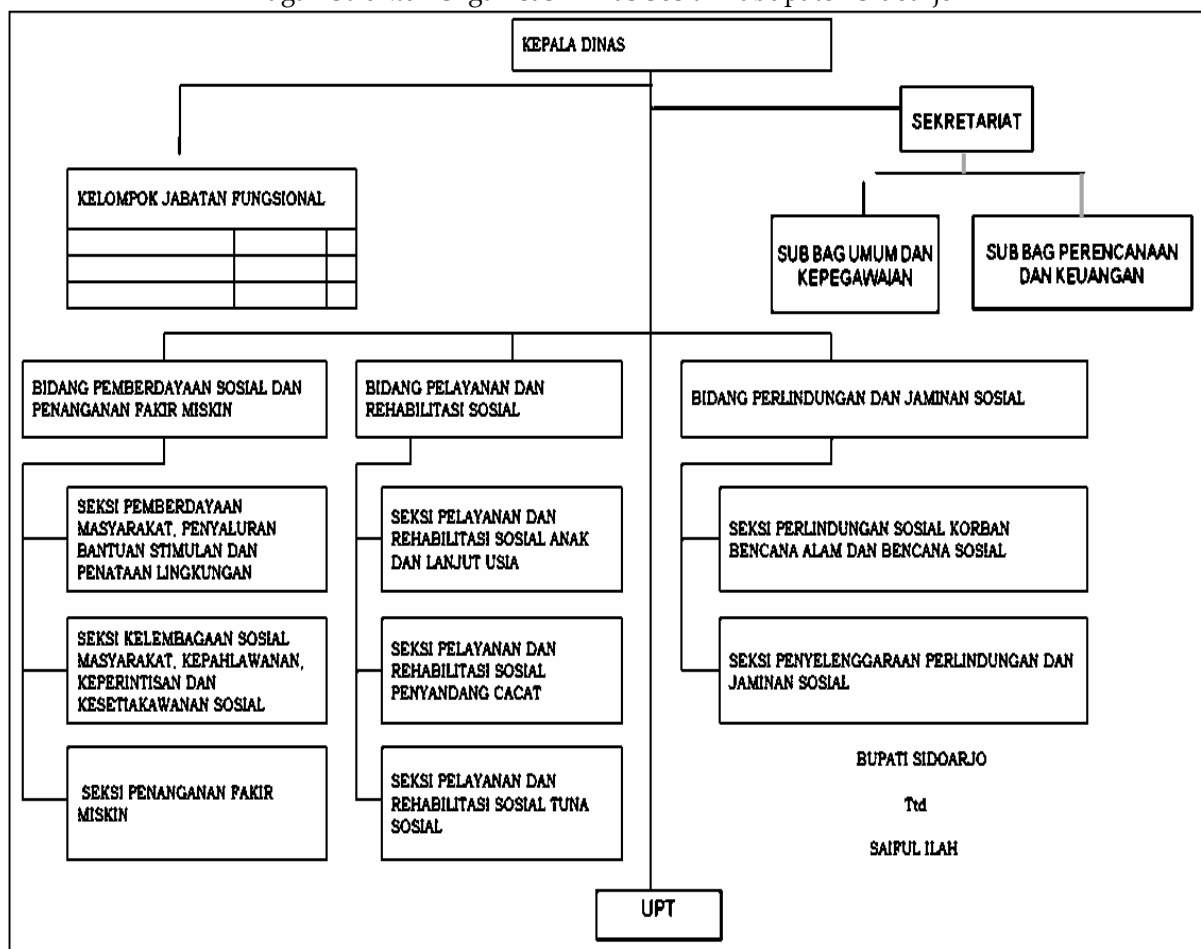 KEPALA DINAS
SEKRETARIAT
KELOMPOK JABATAN FUNGSIONAL
SUB BAG UMUM DAN
KEPEGAWAIAN
SUB BAG PERENCANAAN
DAN KEUANGAN
BIDANG PEMBERDAYAAN SOSIAL DAN
PENANGANAN FAKIR MISKIN
BIDANG PELAYANAN DAN
REHABILITASI SOSIAL
BIDANG PERLINDUNGAN DAN JAMINAN SOSIAL
SEKSI PEMBERDAYAAN
MASYARAKAT, PENYALURAN
BANTUAN STIMULAN DAN
PENATAAN LINGKUNGAN
SEKSI KELEMBAGAAN SOSIAL
MASYARAKAT, KEPAHLAWANAN,
KEPERINTISAN DAN
KESETIAKAWANAN SOSIAL
SEKSI PENANGANAN FAKIR
MISKIN
SEKSI PELAYANAN DAN
REHABILITASI SOSIAL ANAK
DAN LANJUT USIA
SEKSI PELAYANAN DAN
REHABILITASI SOSIAL
PENYANDANG CACAT
SEKSI PELAYANAN DAN
REHABILITASI SOSIAL TUNA
SOSIAL
SEKSI PERLINDUNGAN SOSIAL KORBAN
BENCANA ALAM DAN BENCANA SOSIAL
SEKSI PENYELENGGARAAN PERLINDUNGAN DAN
JAMINAN SOSIAL
BUPATI SIDOARJO
Ttd
SAIFUL ILAH
UPT